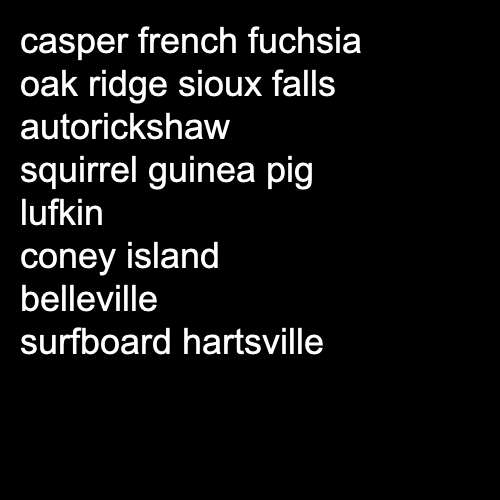 casper french fuchsia
oak ridge sioux falls
autorickshaw
squirrel guinea pig
lufkin
coney island
belleville
surfboard hartsville